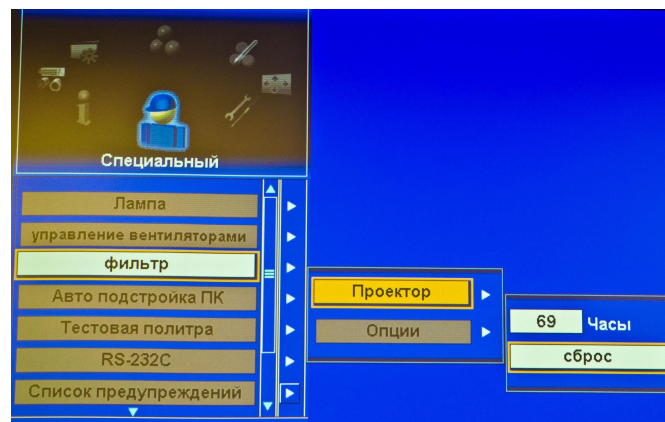 Специальный
Лампа
управление вентиляторами
фильтр
Авто подстройка ПК
Тестовая политра
RS-232C
Список предупреждений
Проектор
Опции
69 Часы
сброс